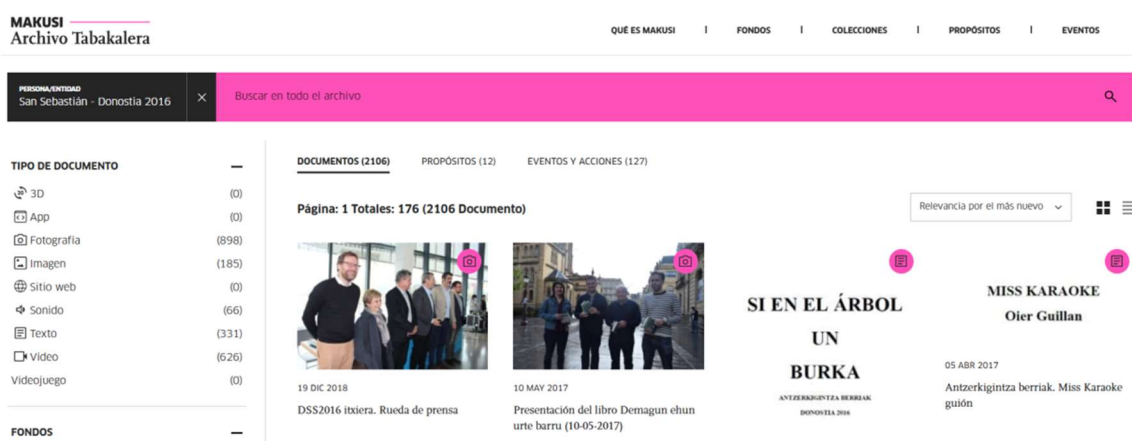 MAKUSI
Archivo Tabakalera
QUÉ ES MAKUSI | FONDOS | COLECCIONES | PROPÓSITOS | EVENTOS
PERSONA/ENTIDAD
San Sebastián - Donostia 2016
Buscar en todo el archivo
TIPO DE DOCUMENTO
3D (0)
App (0)
Fotografía (898)
Imagen (185)
Sitio web (0)
Sonido (66)
Texto (331)
Video (626)
Videojuego (0)
FONDOS
DOCUMENTOS (2106) PROPÓSITOS (12) EVENTOS Y ACCIONES (127)
Página: 1 Totales: 176 (2106 Documento)
Relevancia por el más nuevo
19 DIC 2018
DSS2016 itxiera. Rueda de prensa
10 MAY 2017
Presentación del libro Demagun ehun
urte barru (10-05-2017)
SI EN EL ÁRBOL
UN
BURKA
ANTZERKIGINTZA BERRIAK
DONOSTIA 2016
MISS KARAOKE
Oier Guillan
05 ABR 2017
Antzerkigintza berriak. Miss Karaoke
guión